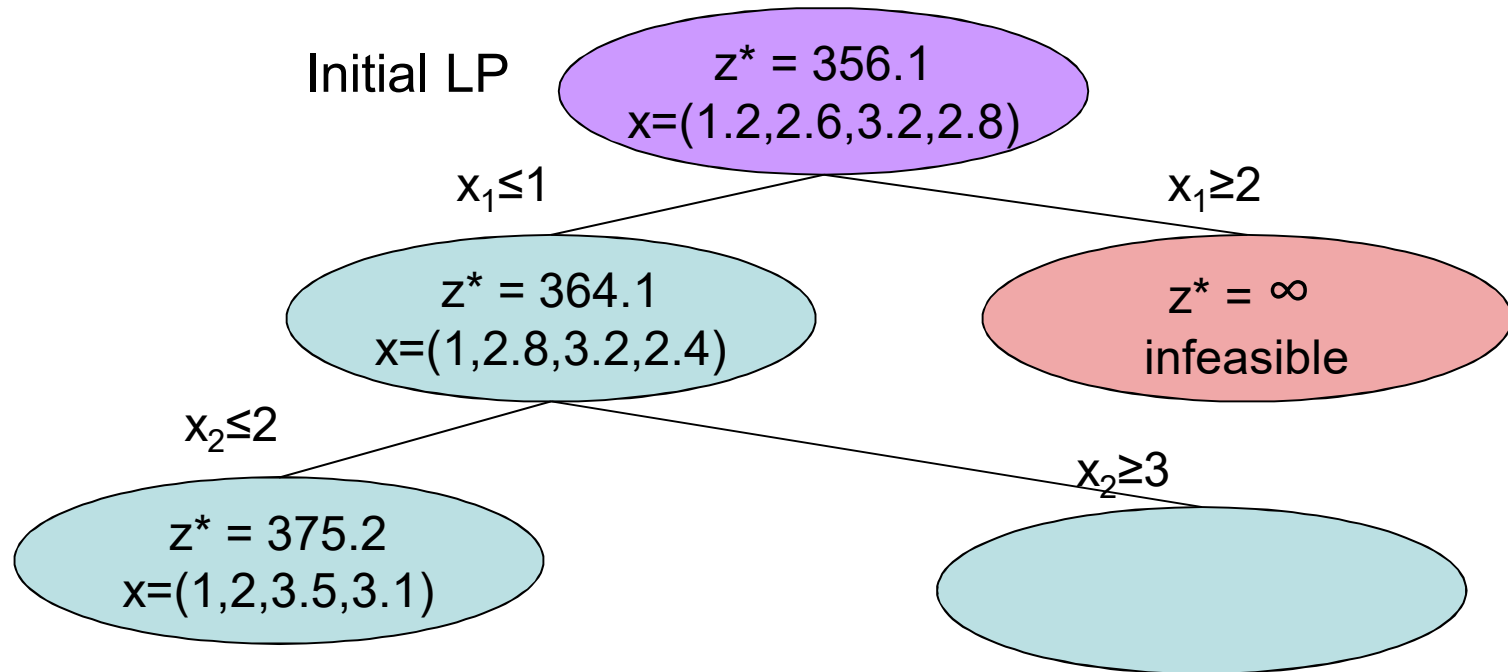 Initial LP
z* = 356.1
x=(1.2,2.6,3.2,2.8)
x₁≤1
x₁≥2
z* = 364.1
x=(1,2.8,3.2,2.4)
z* = ∞
infeasible
x₂≤2
x₂≥3
z* = 375.2
x=(1,2,3.5,3.1)